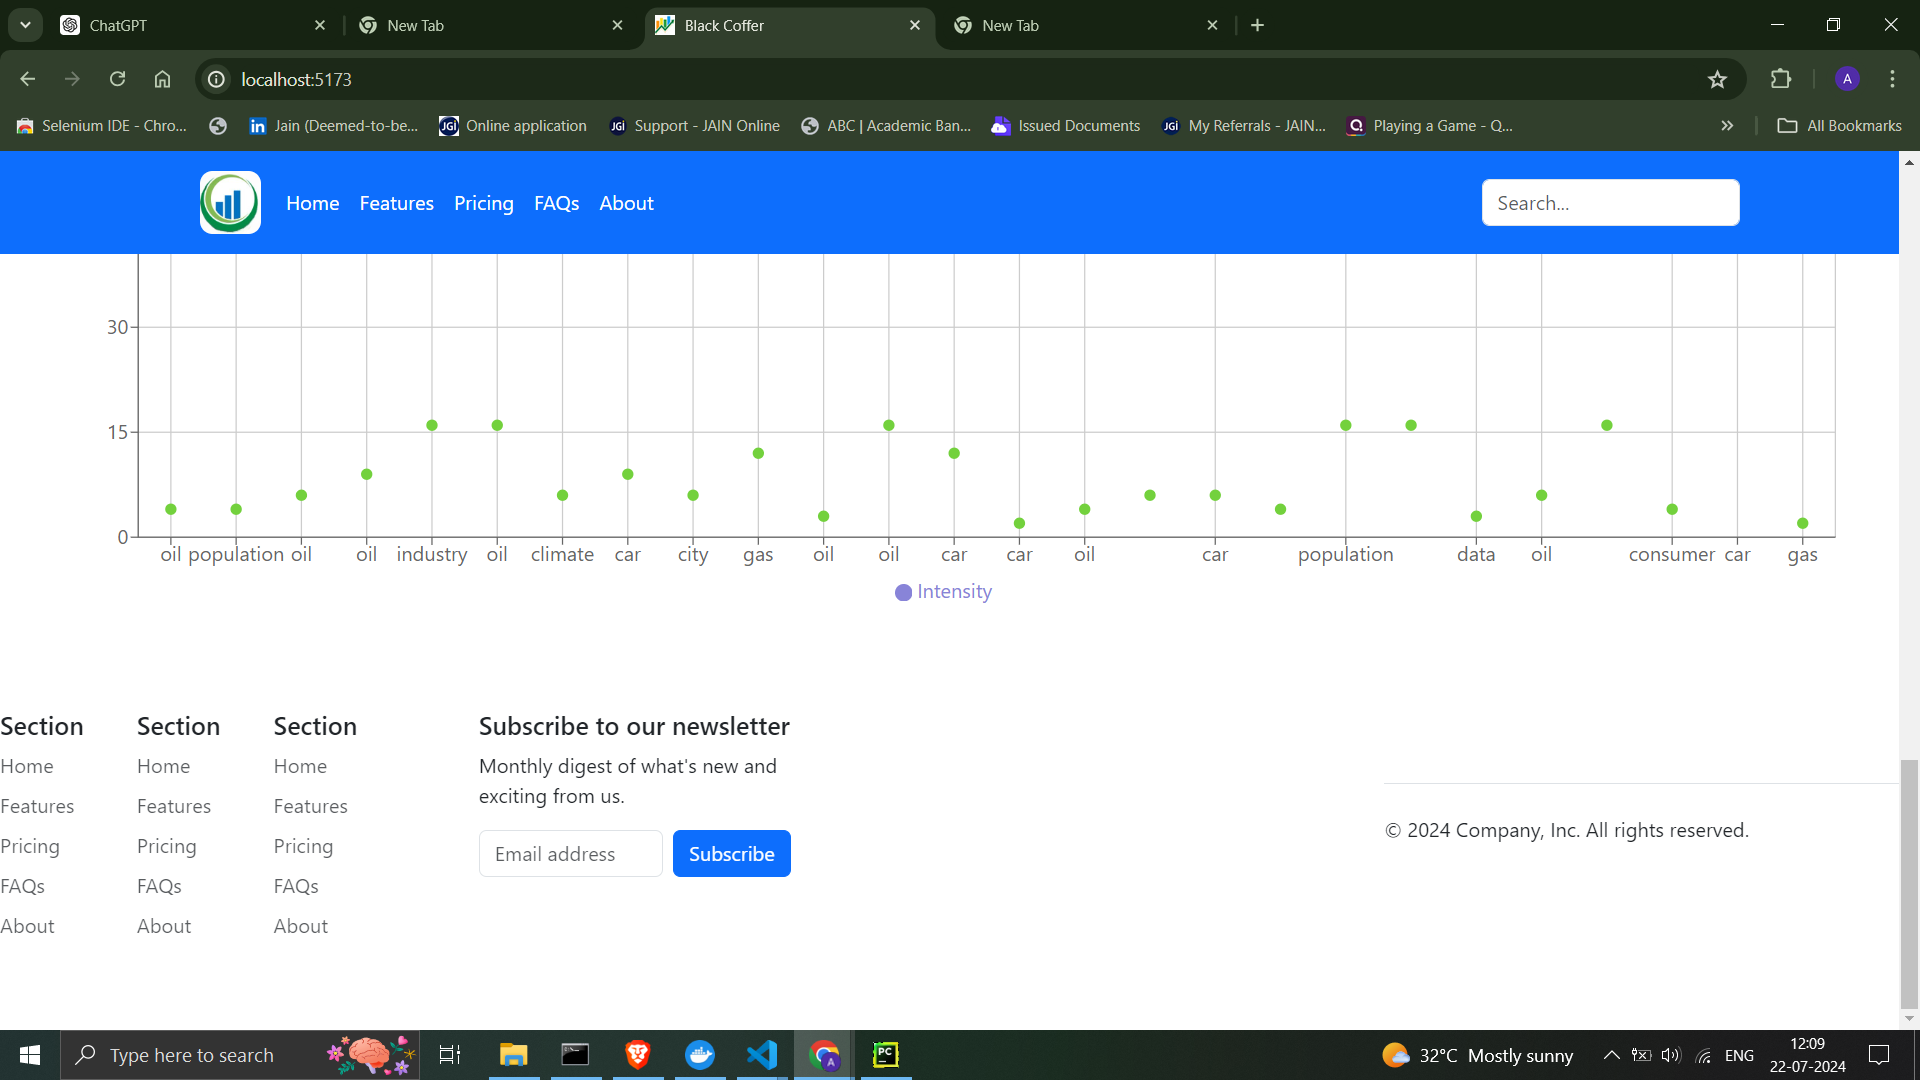 ChatGPT
New Tab
Black Coffer
New Tab
localhost:5173
A
Selenium IDE - Chro...
Jain (Deemed-to-be...
JGi Online application
JGi Support - JAIN Online
ABC | Academic Ban...
Issued Documents
JGi My Referrals - JAIN...
Playing a Game - Q...
All Bookmarks
Home Features Pricing FAQs About
Search...
30
15
0
oil population oil oil industry oil climate car city gas oil oil car car oil car population data oil consumer car gas
Intensity
Section
Home
Features
Pricing
FAQs
About
Section
Home
Features
Pricing
FAQs
About
Section
Home
Features
Pricing
FAQs
About
Subscribe to our newsletter
Monthly digest of what's new and
exciting from us.
Email address
Subscribe
© 2024 Company, Inc. All rights reserved.
Type here to search
A
PC
32°C Mostly sunny
ENG
12:09
22-07-2024